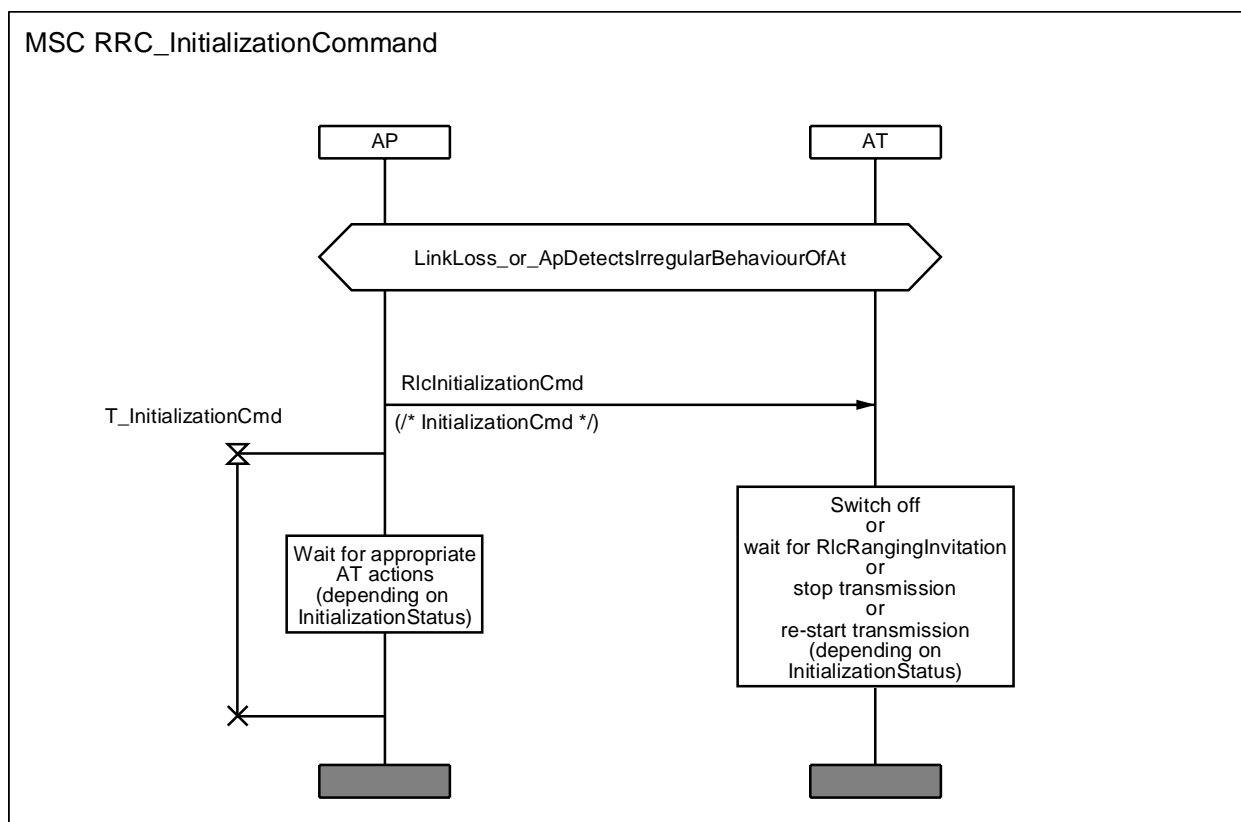 MSC RRC_InitializationCommand
AP
AT
LinkLoss_or_ApDetectsIrregularBehaviourOfAt
RlcInitializationCmd
T_InitializationCmd
(/* InitializationCmd */)
Switch off
or
wait for RlcRangingInvitation
or
stop transmission
or
re-start transmission
(depending on
InitializationStatus)
Wait for appropriate
AT actions
(depending on
InitializationStatus)